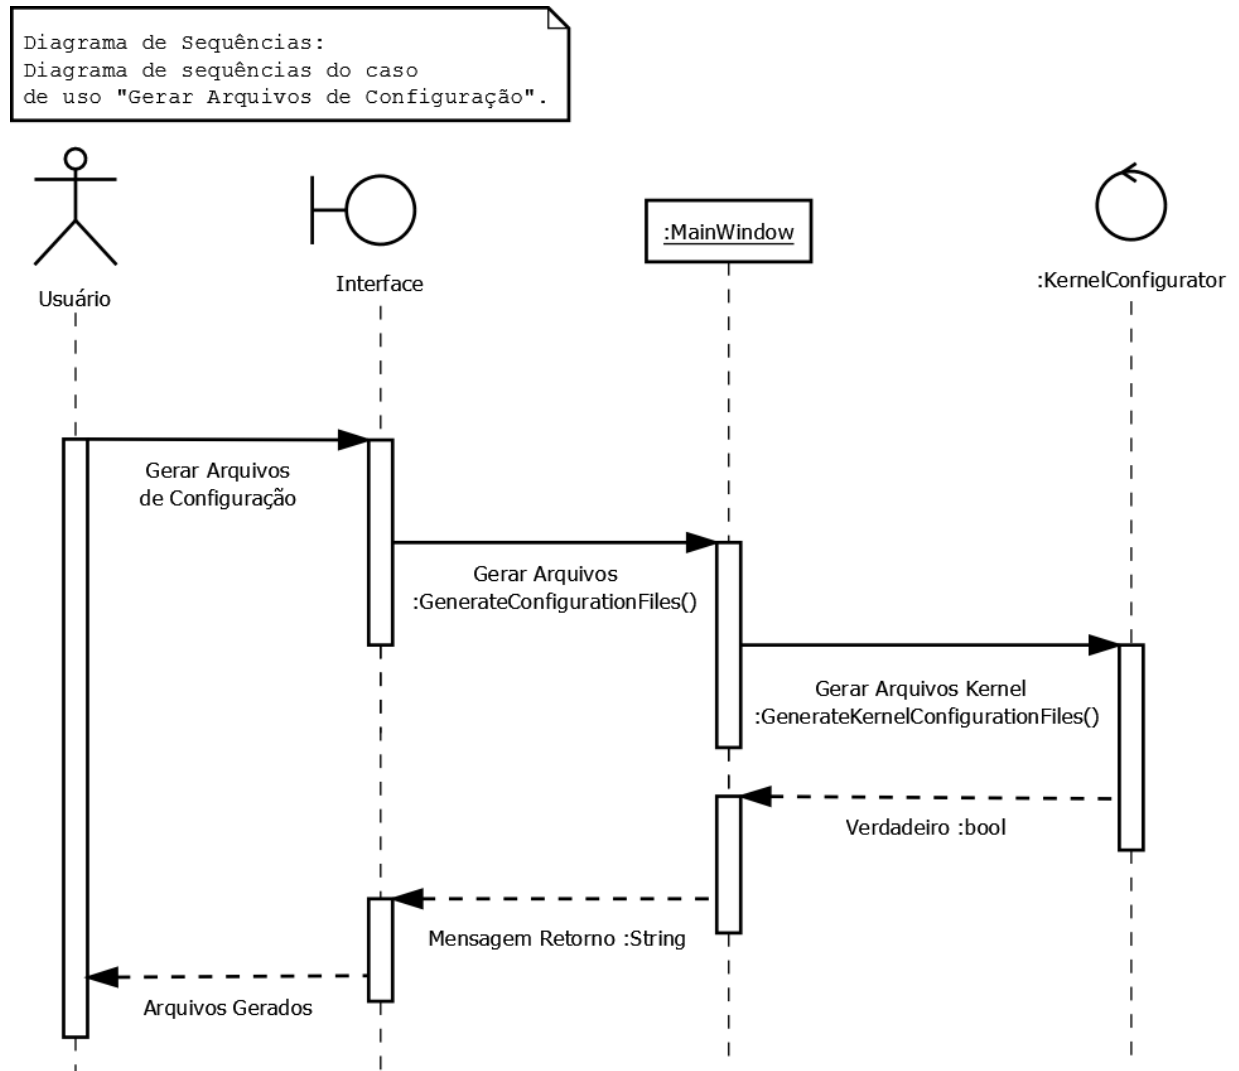 Diagrama de Sequências:
Diagrama de sequências do caso
de uso "Gerar Arquivos de Configuração".
Usuário
Interface
:MainWindow
:KernelConfigurator
Gerar Arquivos
de Configuração
Gerar Arquivos
:GenerateConfigurationFiles()
Gerar Arquivos Kernel
:GenerateKernelConfigurationFiles()
Verdadeiro :bool
Mensagem Retorno :String
Arquivos Gerados